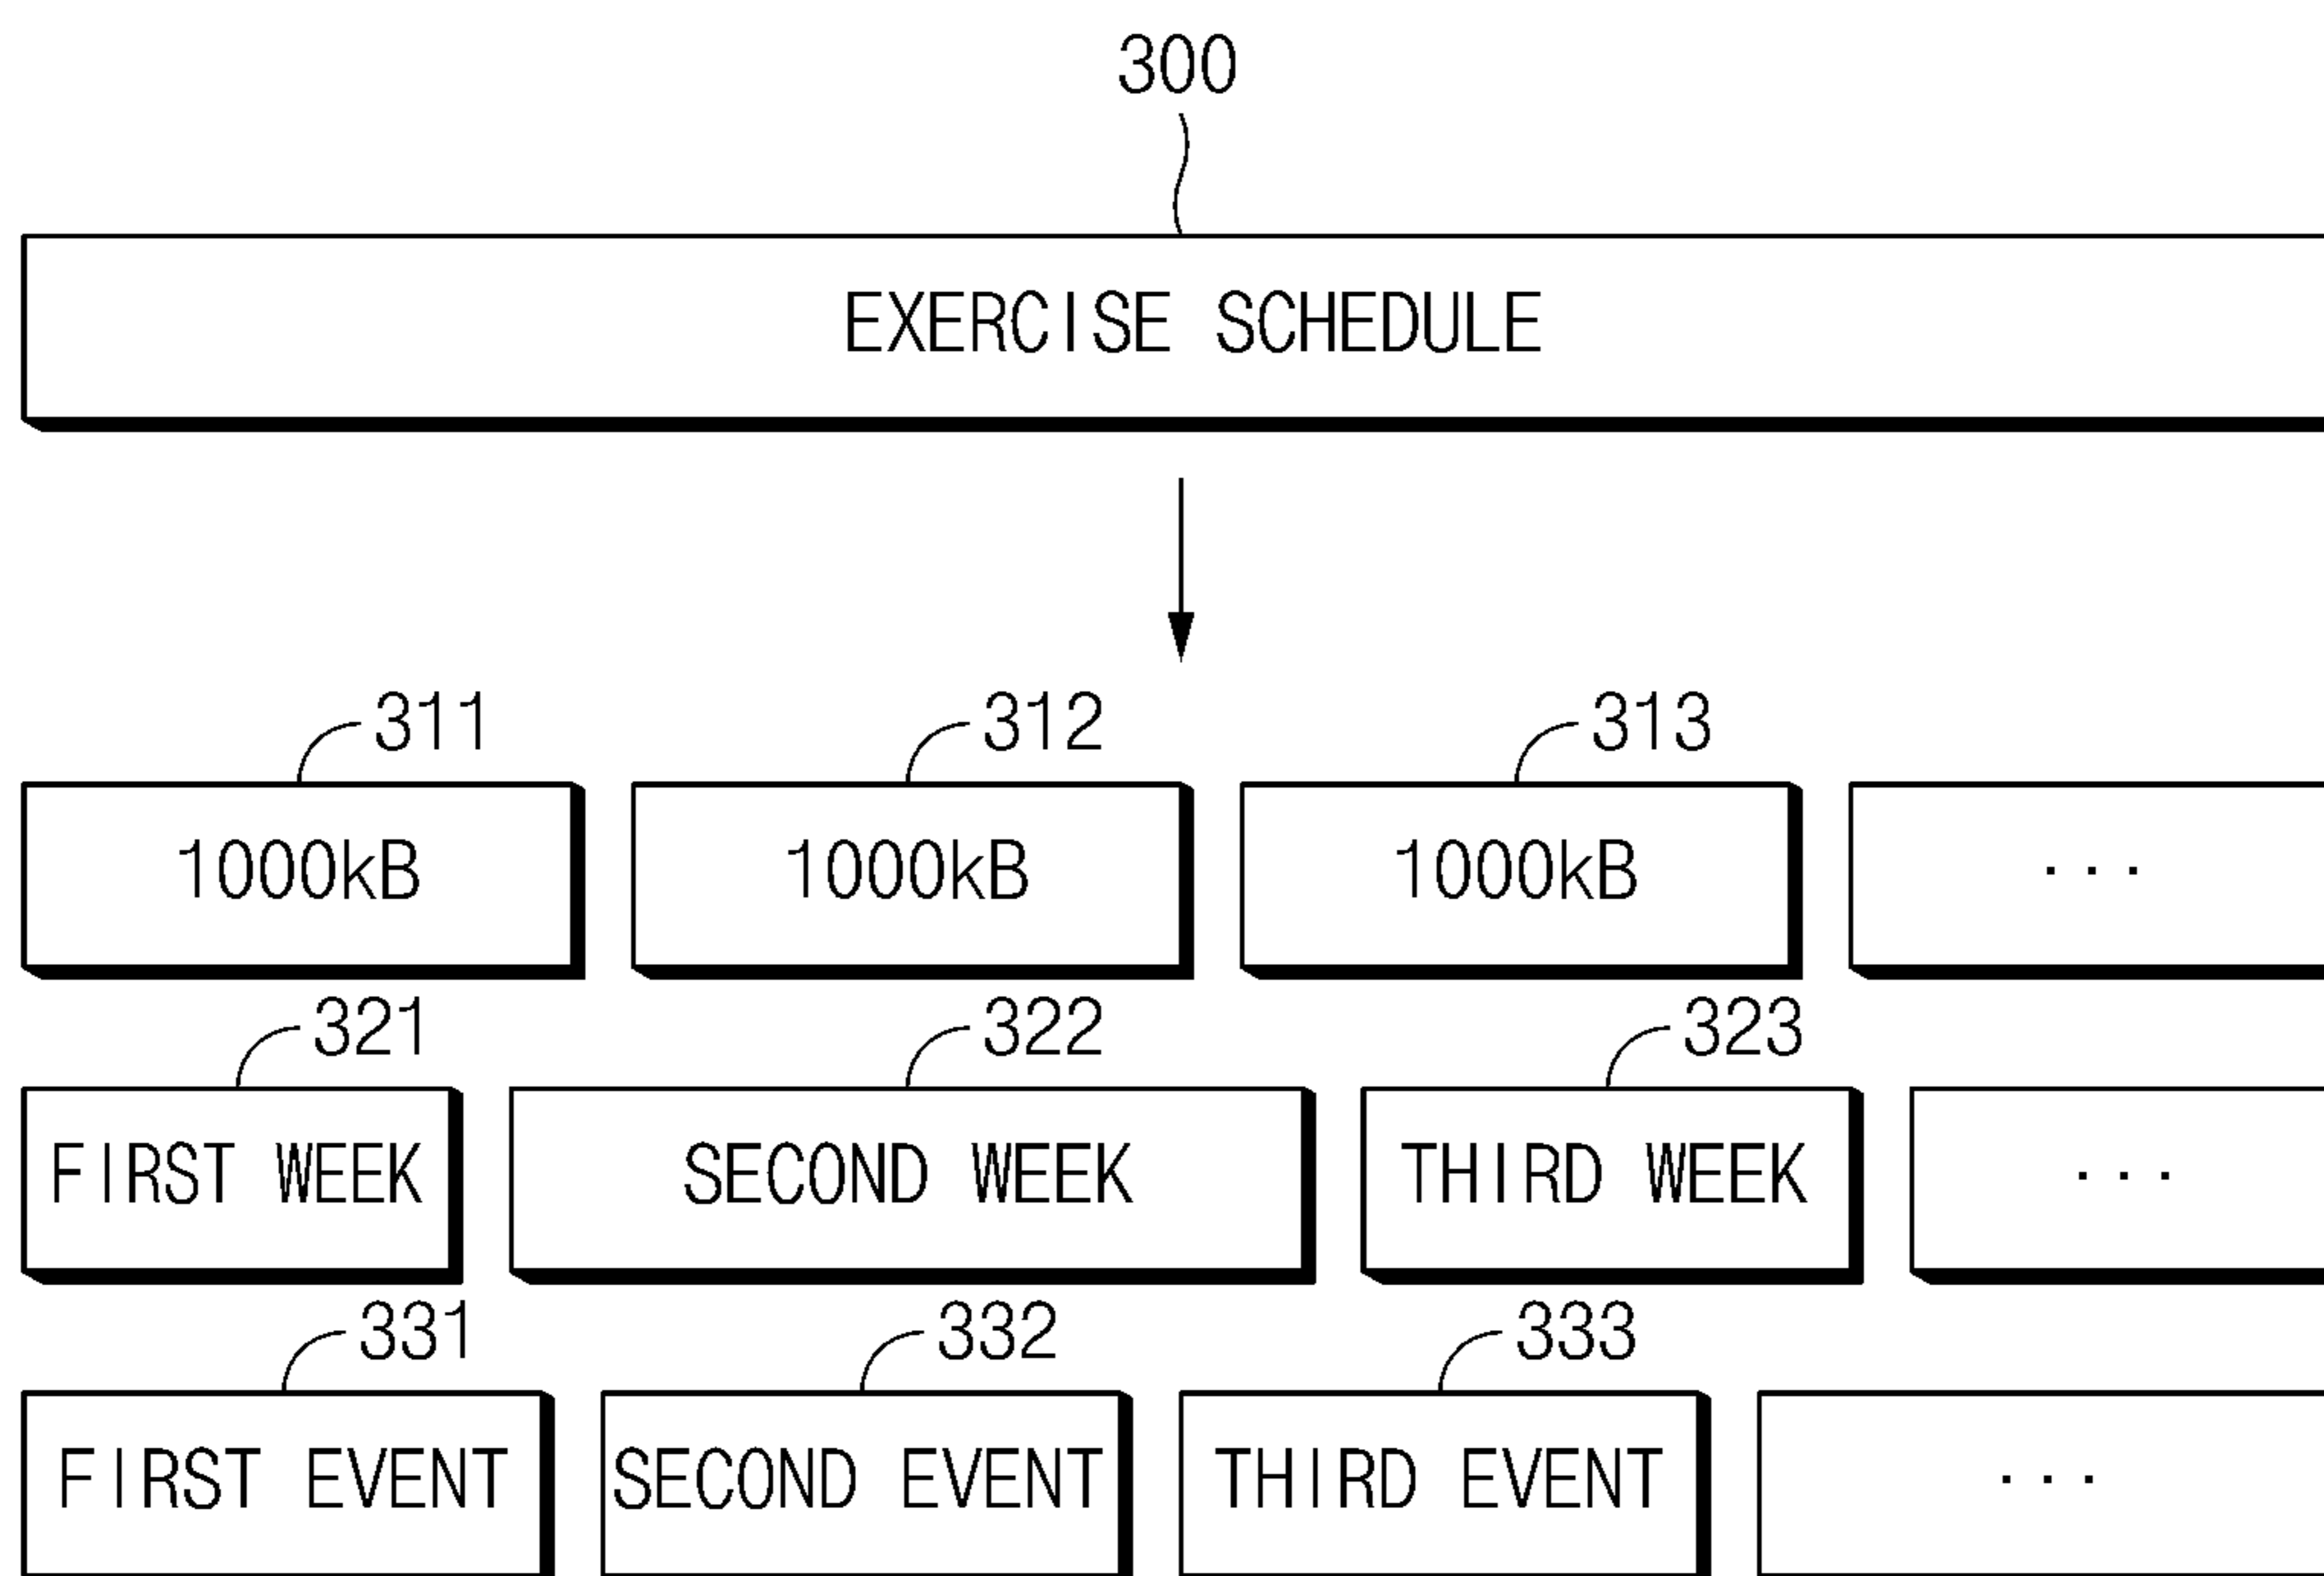 300
EXERCISE SCHEDULE
311 312 313
1000kB 1000kB 1000kB ...
321 322 323
FIRST WEEK SECOND WEEK THIRD WEEK ...
331 332 333
FIRST EVENT SECOND EVENT THIRD EVENT ...